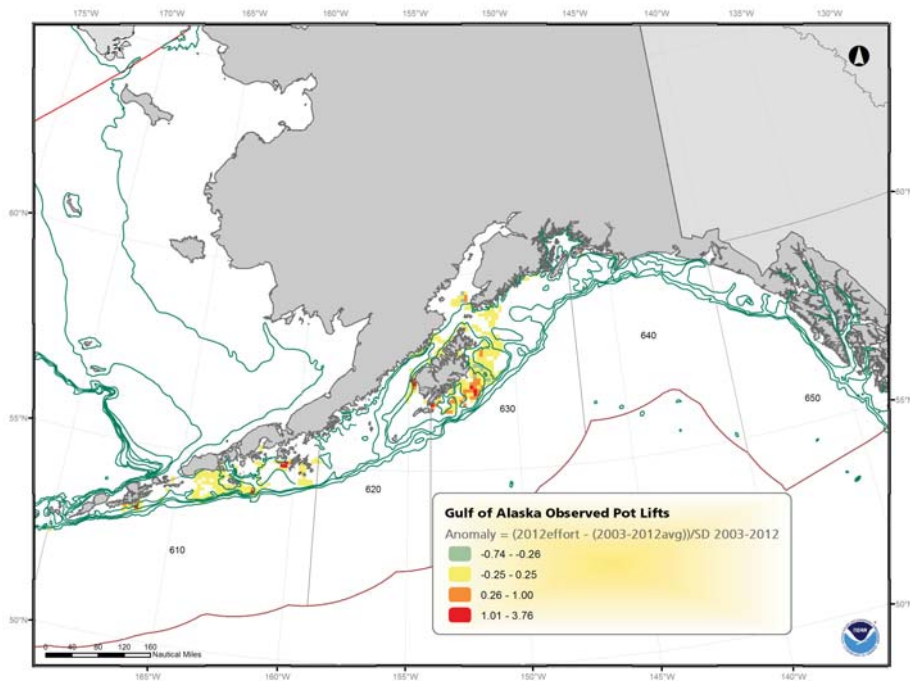 175°W 170°W 165°W 160°W 155°W 150°W 145°W 140°W 135°W 130°W
60°N 60°N
640
55°N 650 55°N
630
620
610
Gulf of Alaska Observed Pot Lifts
Anomaly = (2012effort - (2003-2012avg))/SD 2003-2012
-0.74 - -0.26
-0.25 - 0.25
0.26 - 1.00
1.01 - 3.76
50°N 50°N
0 40 80 120 160
Nautical Miles
NOAA
165°W 160°W 155°W 150°W 145°W 140°W